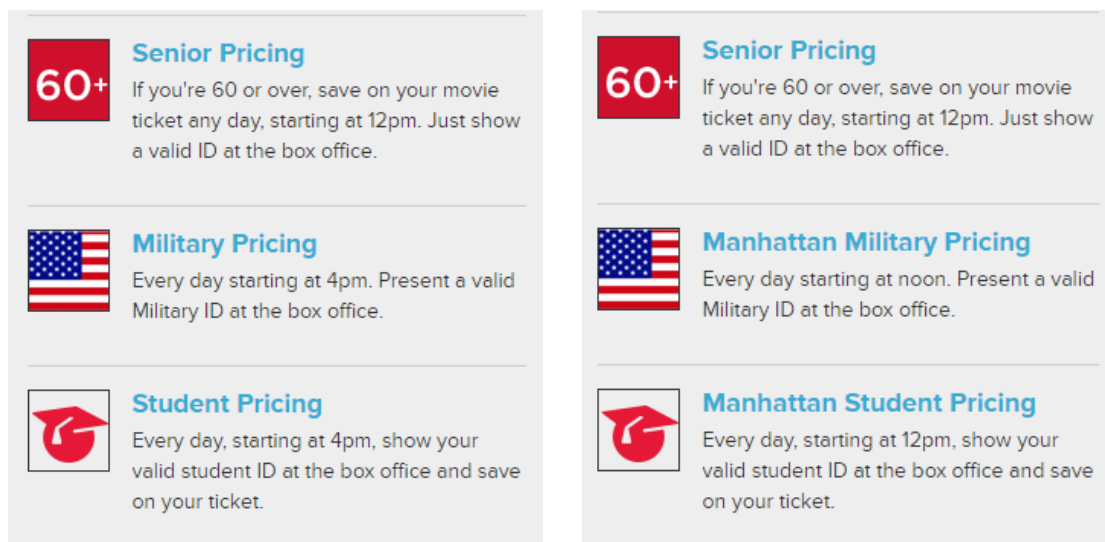 Senior Pricing
60+
If you're 60 or over, save on your movie
ticket any day, starting at 12pm. Just show
a valid ID at the box office.
Military Pricing
Every day starting at 4pm. Present a valid
Military ID at the box office.
Student Pricing
Every day, starting at 4pm, show your
valid student ID at the box office and save
on your ticket.
Senior Pricing
60+
If you're 60 or over, save on your movie
ticket any day, starting at 12pm. Just show
a valid ID at the box office.
Manhattan Military Pricing
Every day starting at noon. Present a valid
Military ID at the box office.
Manhattan Student Pricing
Every day, starting at 12pm, show your
valid student ID at the box office and save
on your ticket.